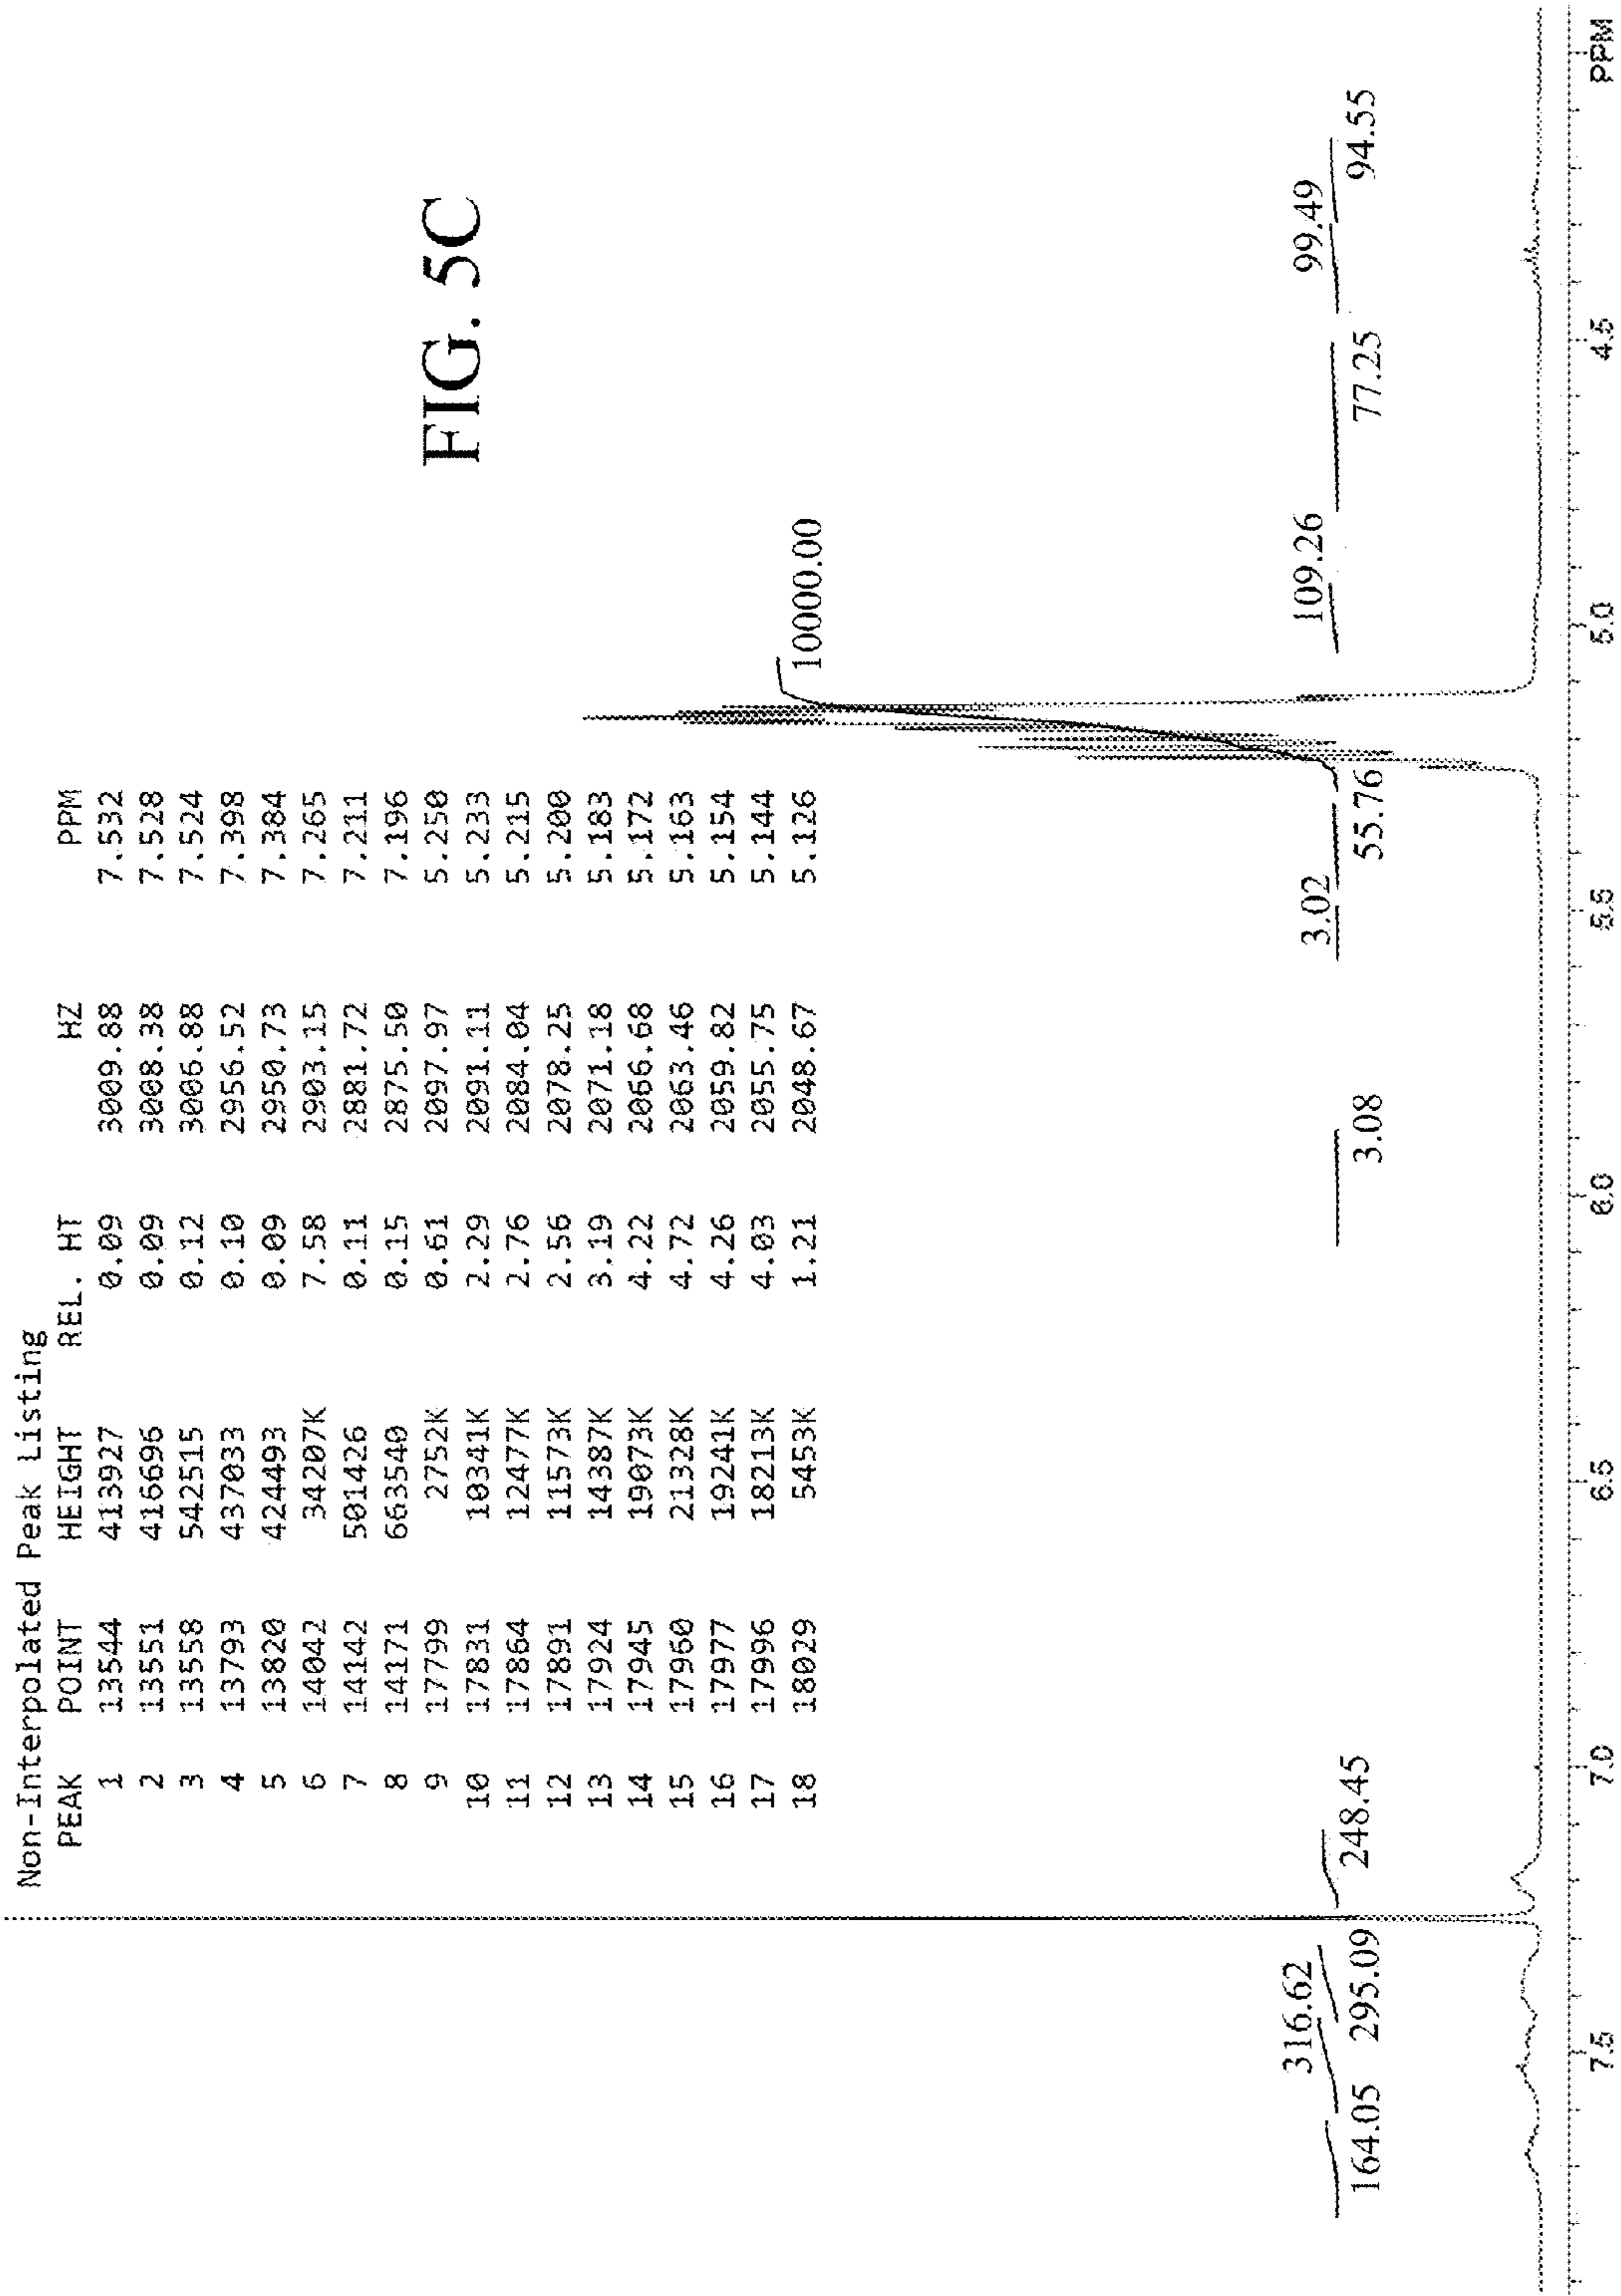 Non-Interpolated Peak Listing
PEAK POINT HEIGHT REL. HT HZ PPM
1 13544 413927 0.09 3009.88 7.532
2 13551 416696 0.09 3008.38 7.528
3 13558 542515 0.12 3006.88 7.524
4 13793 437033 0.10 2956.52 7.398
5 13820 424493 0.09 2950.73 7.384
6 14042 34207K 7.58 2903.15 7.265
7 14142 501426 0.11 2881.72 7.211
8 14171 663540 0.15 2875.50 7.196
9 17799 2752K 0.61 2097.97 5.250
10 17831 10341K 2.29 2091.11 5.233
11 17864 12477K 2.76 2084.04 5.215
12 17891 11573K 2.56 2078.25 5.200
13 17924 14387K 3.19 2071.18 5.183
14 17945 19073K 4.22 2066.68 5.172
15 17960 21328K 4.72 2063.46 5.163
16 17977 19241K 4.26 2059.82 5.154
17 17996 18213K 4.03 2055.75 5.144
18 18029 5453K 1.21 2048.67 5.126
FIG. 5C
10000.00
316.62 3.02 109.26 99.49
164.05 295.09 248.45 3.08 55.76 77.25 94.55
7.5 7.0 6.5 6.0 5.5 5.0 4.5 PPM